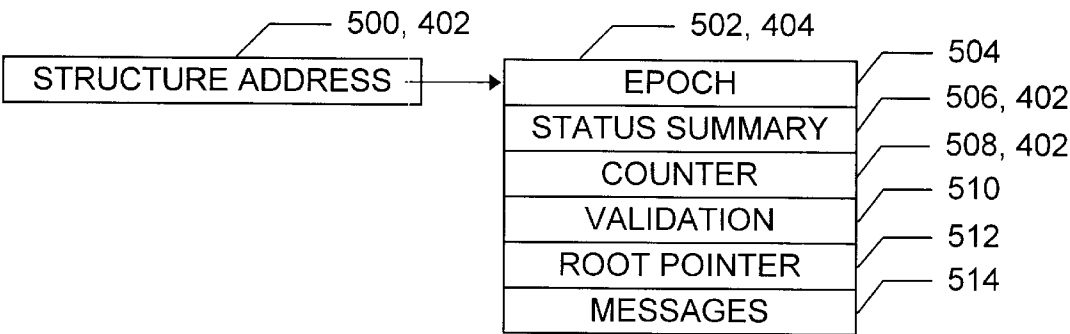 500, 402
502, 404
STRUCTURE ADDRESS
EPOCH
504
STATUS SUMMARY
506, 402
COUNTER
508, 402
VALIDATION
510
ROOT POINTER
512
MESSAGES
514